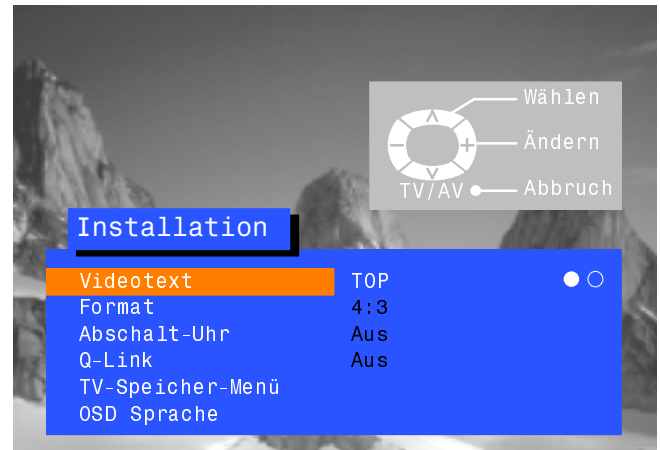 Wählen
Ändern
TV/AV Abbruch
Installation
Videotext TOP
Format 4:3
Abschalt-Uhr Aus
Q-Link Aus
TV-Speicher-Menü
OSD Sprache